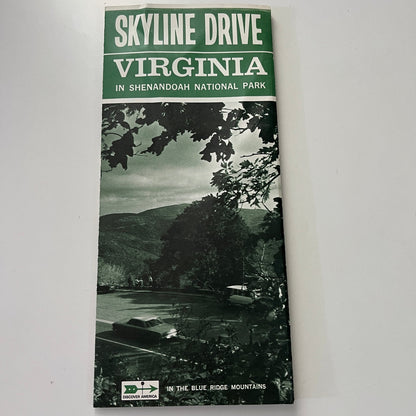 SKYLINE DRIVE
VIRGINIA
IN SHENANDOAH NATIONAL PARK
DISCOVER AMERICA
IN THE BLUE RIDGE MOUNTAINS